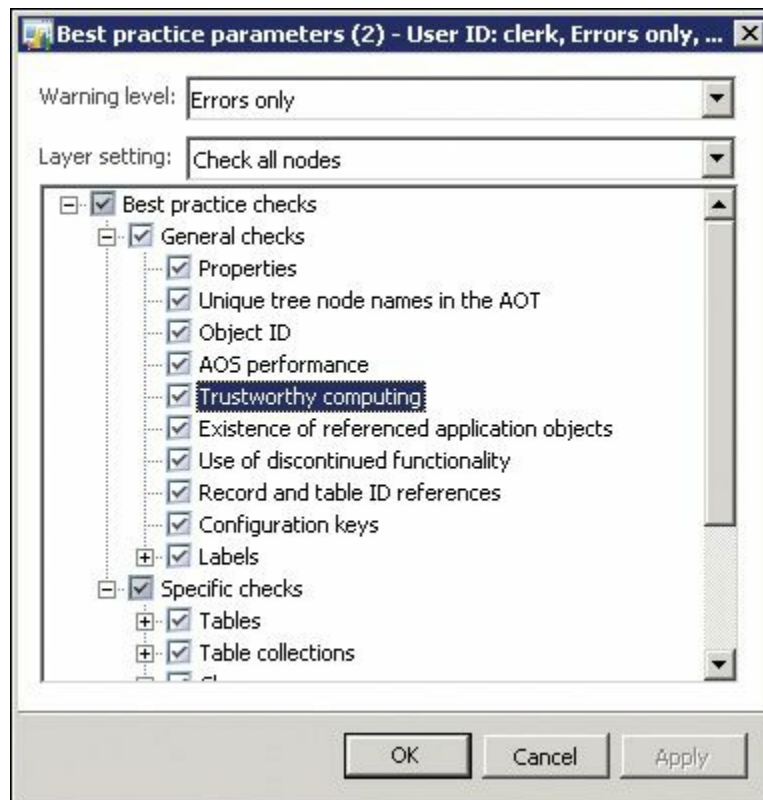 Best practice parameters (2) - User ID: clerk, Errors only, ...
Warning level: Errors only
Layer setting: Check all nodes
Best practice checks
General checks
Properties
Unique tree node names in the AOT
Object ID
AOS performance
Trustworthy computing
Existence of referenced application objects
Use of discontinued functionality
Record and table ID references
Configuration keys
Labels
Specific checks
Tables
Table collections
OK Cancel Apply